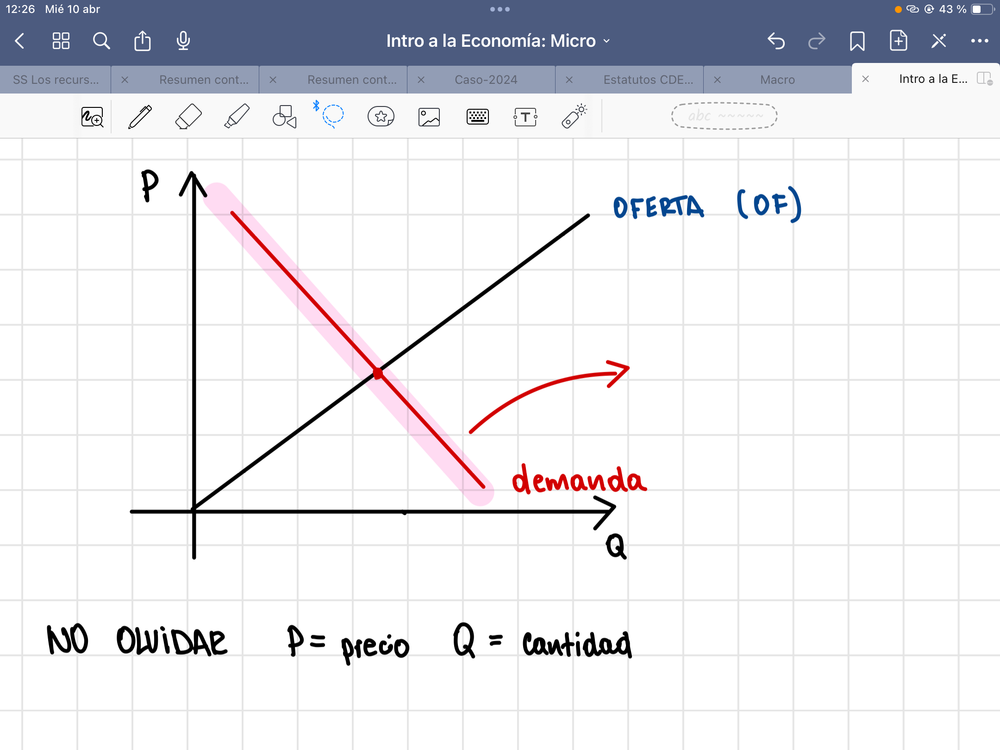 12:26 Mié 10 abr 43 %
Intro a la Economía: Micro
SS Los recurs... Resumen cont... Resumen cont... Caso-2024 Estatutos CDE... Macro Intro a la E...
T abc
P
OFERTA (OF)
demanda
Q
NO OLVIDAR P= precio Q = cantidad